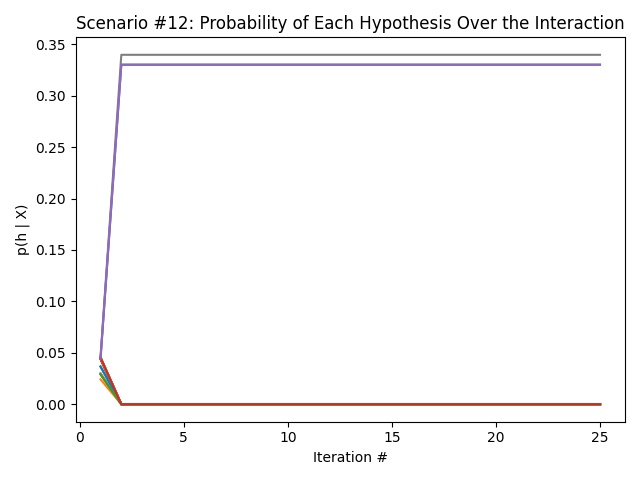 Scenario #12: Probability of Each Hypothesis Over the Interaction
0.35
0.30
0.25
0.20
0.15
0.10
0.05
0.00
p(h | X)
0 5 10 15 20 25
Iteration #